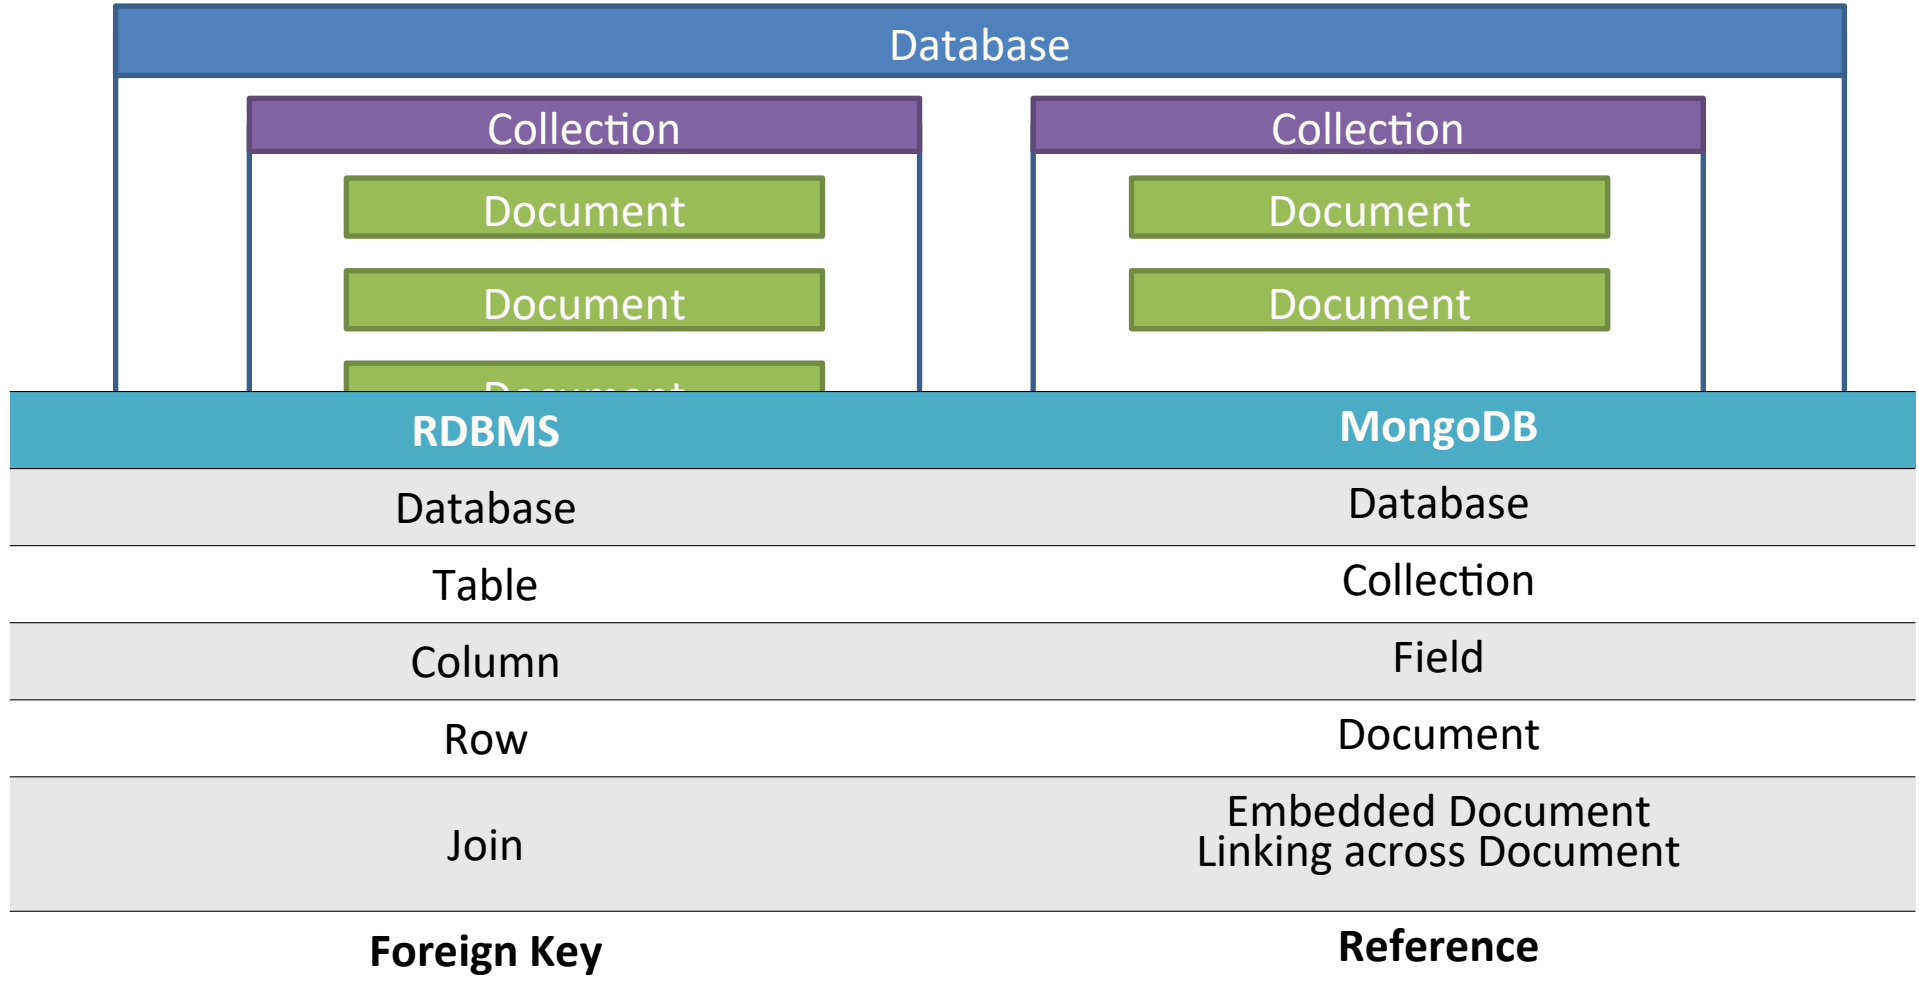 Database
Collection Collection
Document Document
Document Document
Document
RDBMS MongoDB
Database Database
Table Collection
Column Field
Row Document
Join Embedded Document
Linking across Document
Foreign Key Reference